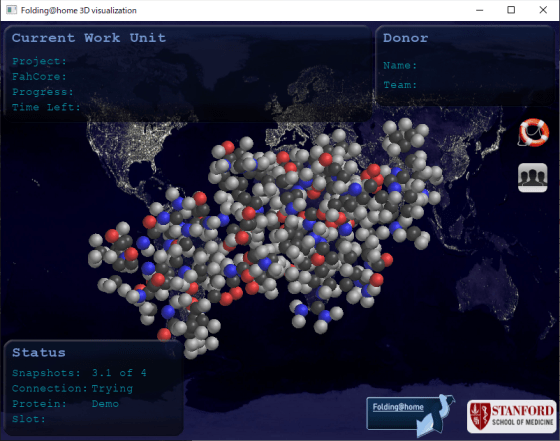 Folding@home 3D visualization
Current Work Unit
Project:
FahCore:
Progress:
Time Left:
Donor
Name:
Team:
Status
Snapshots: 3.1 of 4
Connection: Trying
Protein: Demo
Slot:
Folding@home
STANFORD
SCHOOL OF MEDICINE